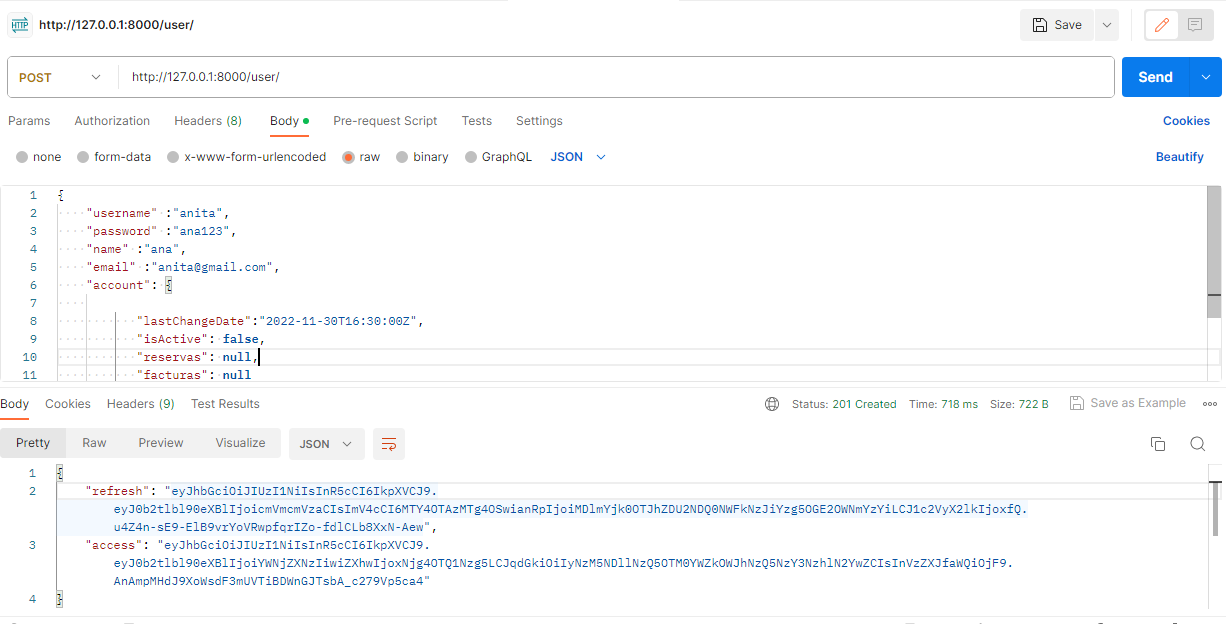 HTTP http://127.0.0.1:8000/user/ Save
POST http://127.0.0.1:8000/user/ Send
Params Authorization Headers (8) Body Pre-request Script Tests Settings Cookies
none form-data x-www-form-urlencoded raw binary GraphQL JSON Beautify
1 {
2 "username" :"anita",
3 "password" :"ana123",
4 "name" :"ana",
5 "email" :"anita@gmail.com",
6 "account": {
7
8 "lastChangeDate":"2022-11-30T16:30:00Z",
9 "isActive": false,
10 "reservas": null,
11 "facturas": null
Body Cookies Headers (9) Test Results Status: 201 Created Time: 718 ms Size: 722 B Save as Example
Pretty Raw Preview Visualize JSON
1 {
2 "refresh": "eyJhbGciOiJIUzI1NiIsInR5cCI6IkpXVCJ9.
eyJ0b2tlbl90eXBlIjoicmVmcmVzaCIsImV4cCI6MTY4OTAzMTg4OSwianRpIjoiMDlmYjk0OTJhZDU2NDQ0NWFkNzJiYzg5OGE2OWNmYzYiLCJ1c2VyX2lkIjoxfQ.
u4Z4n-sE9-ElB9vrYoVRwpfqrIZo-fdlCLb8XxN-Aew",
3 "access": "eyJhbGciOiJIUzI1NiIsInR5cCI6IkpXVCJ9.
eyJ0b2tlbl90eXBlIjoiYWNjZXNzIiwiZXhwIjoxNjg4OTQ1Nzg5LCJqdGkiOiIyNzM5NDllNzQ5OTM0YWZkOWJhNzQ5NzY3NzhlN2YwZCIsInVzZXJfaWQiOjF9.
AnAmpMHdJ9XoWsdF3mUVTiBDWnGJTsbA_c279Vp5ca4"
4 }